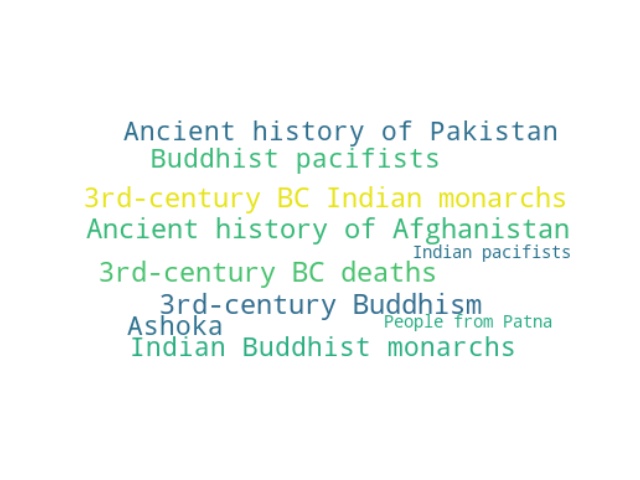 Ancient history of Pakistan
Buddhist pacifists
3rd-century BC Indian monarchs
Ancient history of Afghanistan
Indian pacifists
3rd-century BC deaths
3rd-century Buddhism
Ashoka
People from Patna
Indian Buddhist monarchs